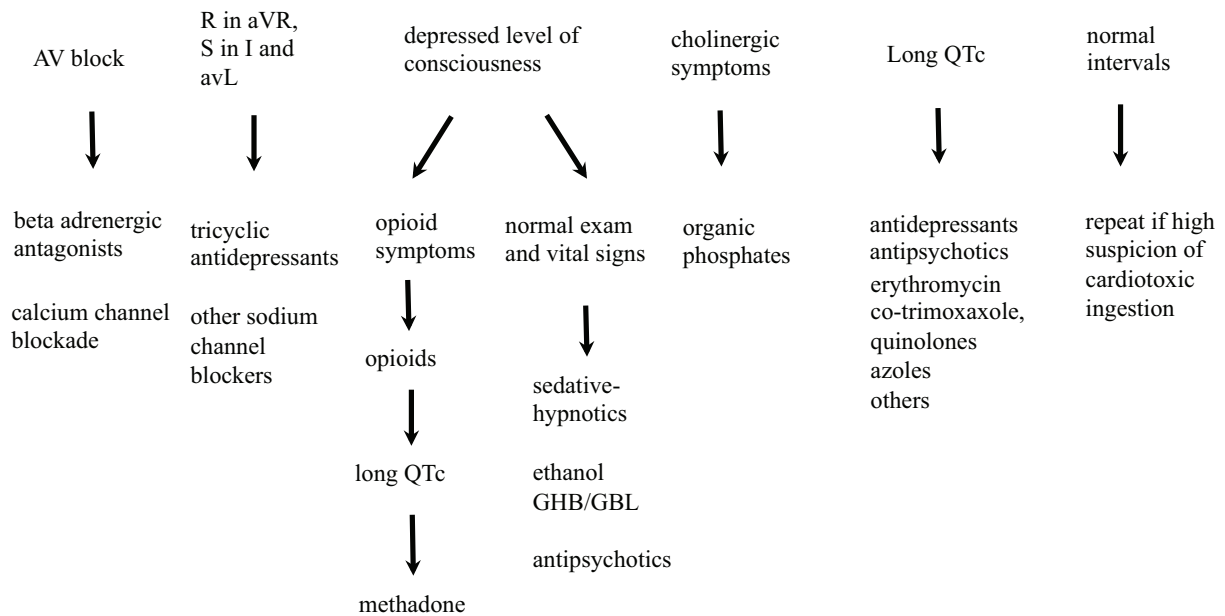 AV block
R in aVR,
S in I and
avL
depressed level of
consciousness
cholinergic
symptoms
Long QTc
normal
intervals
beta adrenergic
antagonists
calcium channel
blockade
tricyclic
antidepressants
other sodium
channel
blockers
opioid
symptoms
opioids
long QTc
methadone
normal exam
and vital signs
sedative-
hypnotics
ethanol
GHB/GBL
antipsychotics
organic
phosphates
antidepressants
antipsychotics
erythromycin
co-trimoxaxole,
quinolones
azoles
others
repeat if high
suspicion of
cardiotoxic
ingestion